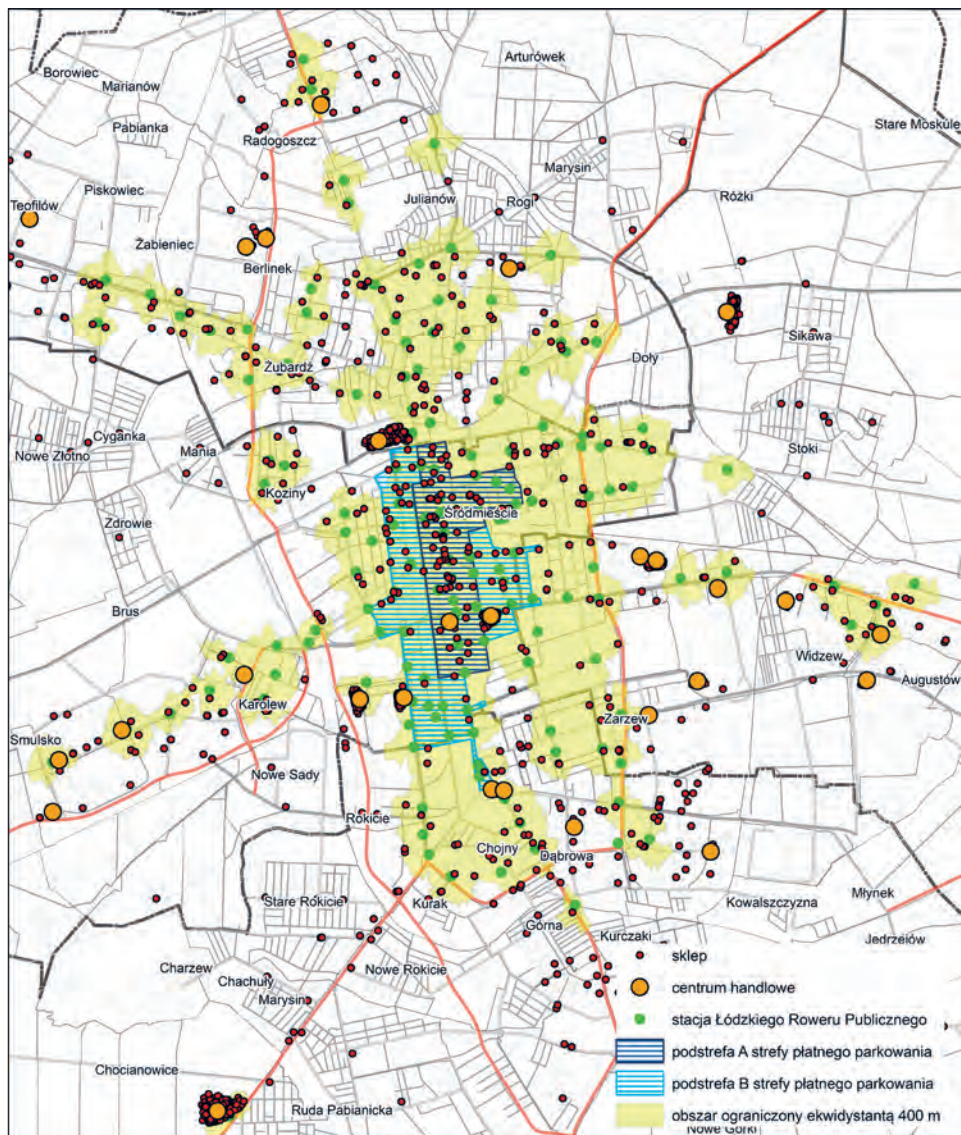 Borowiec
Marianów
Pabianka
Arturówek
Stare Moskule
Radogoszcz
Marysin
Piskowiec
Teofilów
Julianów
Rogi
Różki
Żabieniec
Berlinek
Sikawa
Doły
Żubardź
Cyganka
Nowe Złotno
Mania
Stoki
Koziny
Śródmieście
Zdrowie
Brus
Widzew
Augustów
Karolew
Zarzew
Smulsko
Nowe Sady
Rokicie
Chojny
Dąbrowa
Stare Rokicie
Kurak
Młynek
Kowalszczyzna
Górna
Kurczaki
Jedrzeiów
Charzew
Nowe Rokicie
Chachuły
Marysin
Chocianowice
Ruda Pabianicka
sklep
centrum handlowe
stacja Łódzkiego Roweru Publicznego
podstrefa A strefy płatnego parkowania
podstrefa B strefy płatnego parkowania
obszar ograniczony ekwidystantą 400 m
Nowe Górki